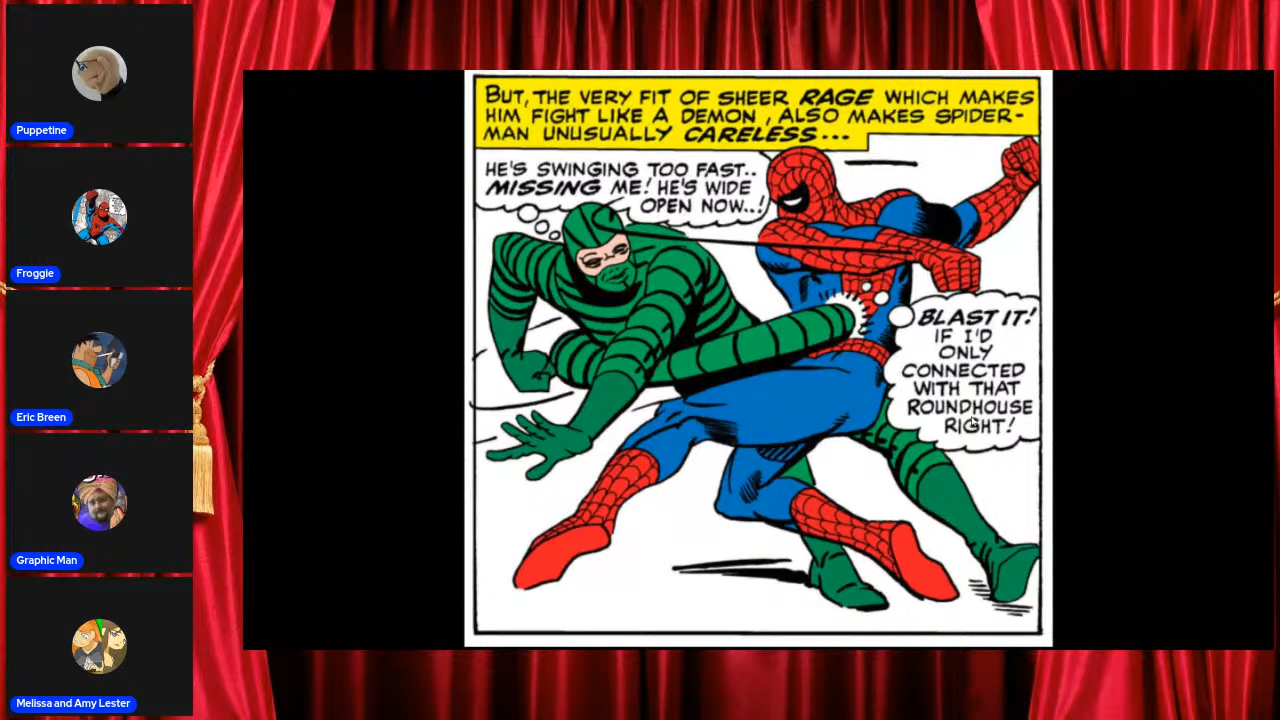 Puppetine
Froggie
Eric Breen
Graphic Man
Melissa and Amy Lester
BUT, THE VERY FIT OF SHEER RAGE WHICH MAKES
HIM FIGHT LIKE A DEMON, ALSO MAKES SPIDER-
MAN UNUSUALLY CARELESS...
HE'S SWINGING TOO FAST..
MISSING ME! HE'S WIDE
OPEN NOW..!
BLAST IT!
IF I'D
ONLY
CONNECTED
WITH THAT
ROUNDHOUSE
RIGHT!